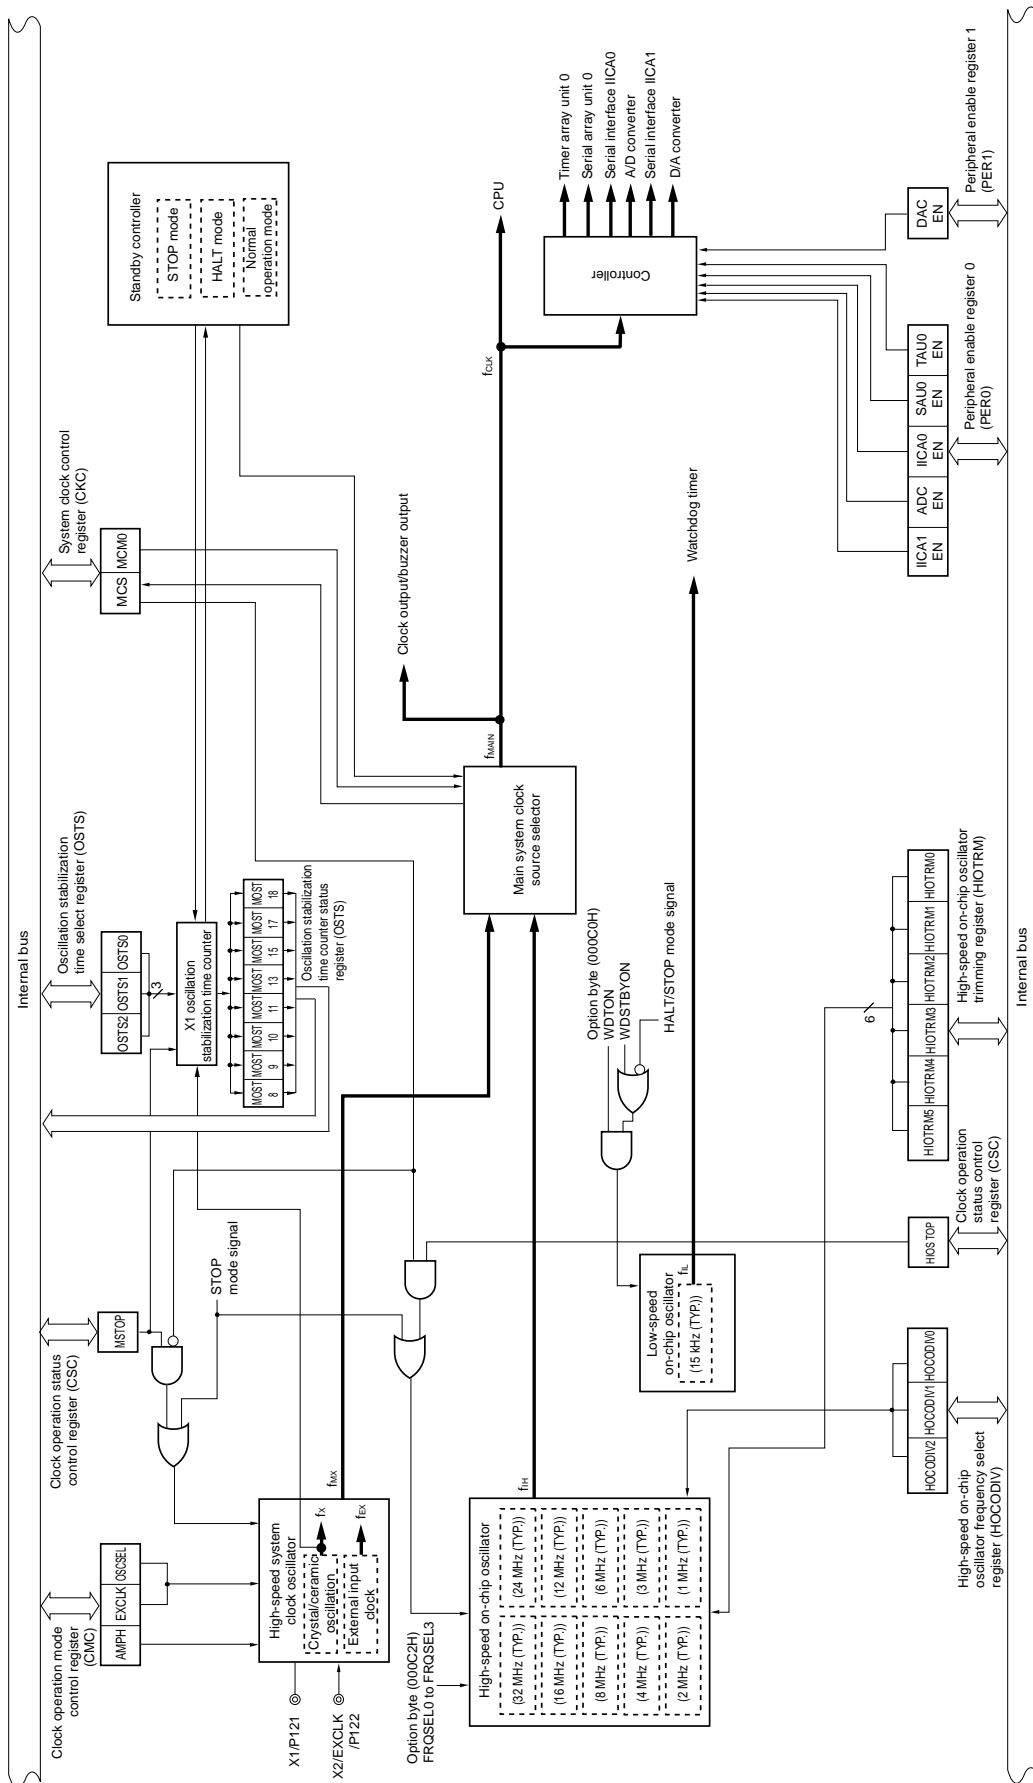 Internal bus
Clock operation mode
control register
(CMC)
AMPH
EXCLK
OSCSEL
Clock operation status
control register (CSC)
MSTOP
Oscillation stabilization
time select register (OSTS)
OSTS2
OSTS1
OSTS0
3
System clock control
register (CKC)
MCS
MCM0
Standby controller
STOP mode
HALT mode
Normal
operation mode
X1 oscillation
stabilization time counter
MOST
8
MOST
9
MOST
10
MOST
11
MOST
13
MOST
15
MOST
17
MOST
18
Oscillation stabilization
time counter status
register (OSTS)
STOP
mode signal
High-speed system
clock oscillator
Crystal/ceramic
oscillation
fX
External input
clock
fEX
fMX
X1/P121
X2/EXCLK
/P122
Main system clock
source selector
fMAIN
Clock output/buzzer output
fCLK
CPU
Controller
Timer array unit 0
Serial array unit 0
Serial interface IICA0
A/D converter
Serial interface IICA1
D/A converter
Option byte (000C2H)
FRQSEL0 to FRQSEL3
High-speed on-chip oscillator
(32 MHz (TYP.))
(24 MHz (TYP.))
(16 MHz (TYP.))
(12 MHz (TYP.))
(8 MHz (TYP.))
(6 MHz (TYP.))
(4 MHz (TYP.))
(3 MHz (TYP.))
(2 MHz (TYP.))
(1 MHz (TYP.))
fIH
Option byte (000C0H)
WDTON
WDSTBYON
HALT/STOP mode signal
Low-speed
on-chip oscillator
(15 kHz (TYP.))
fIL
Watchdog timer
6
HOCODIV2
HOCODIV1
HOCODIV0
High-speed on-chip
oscillator frequency select
register (HOCODIV)
HIOSTOP
Clock operation
status control
register (CSC)
HIOTRM5
HIOTRM4
HIOTRM3
HIOTRM2
HIOTRM1
HIOTRM0
High-speed on-chip oscillator
trimming register (HIOTRM)
IICA1
EN
ADC
EN
IICA0
EN
SAU0
EN
TAU0
EN
Peripheral enable register 0
(PER0)
DAC
EN
Peripheral enable register 1
(PER1)
Internal bus